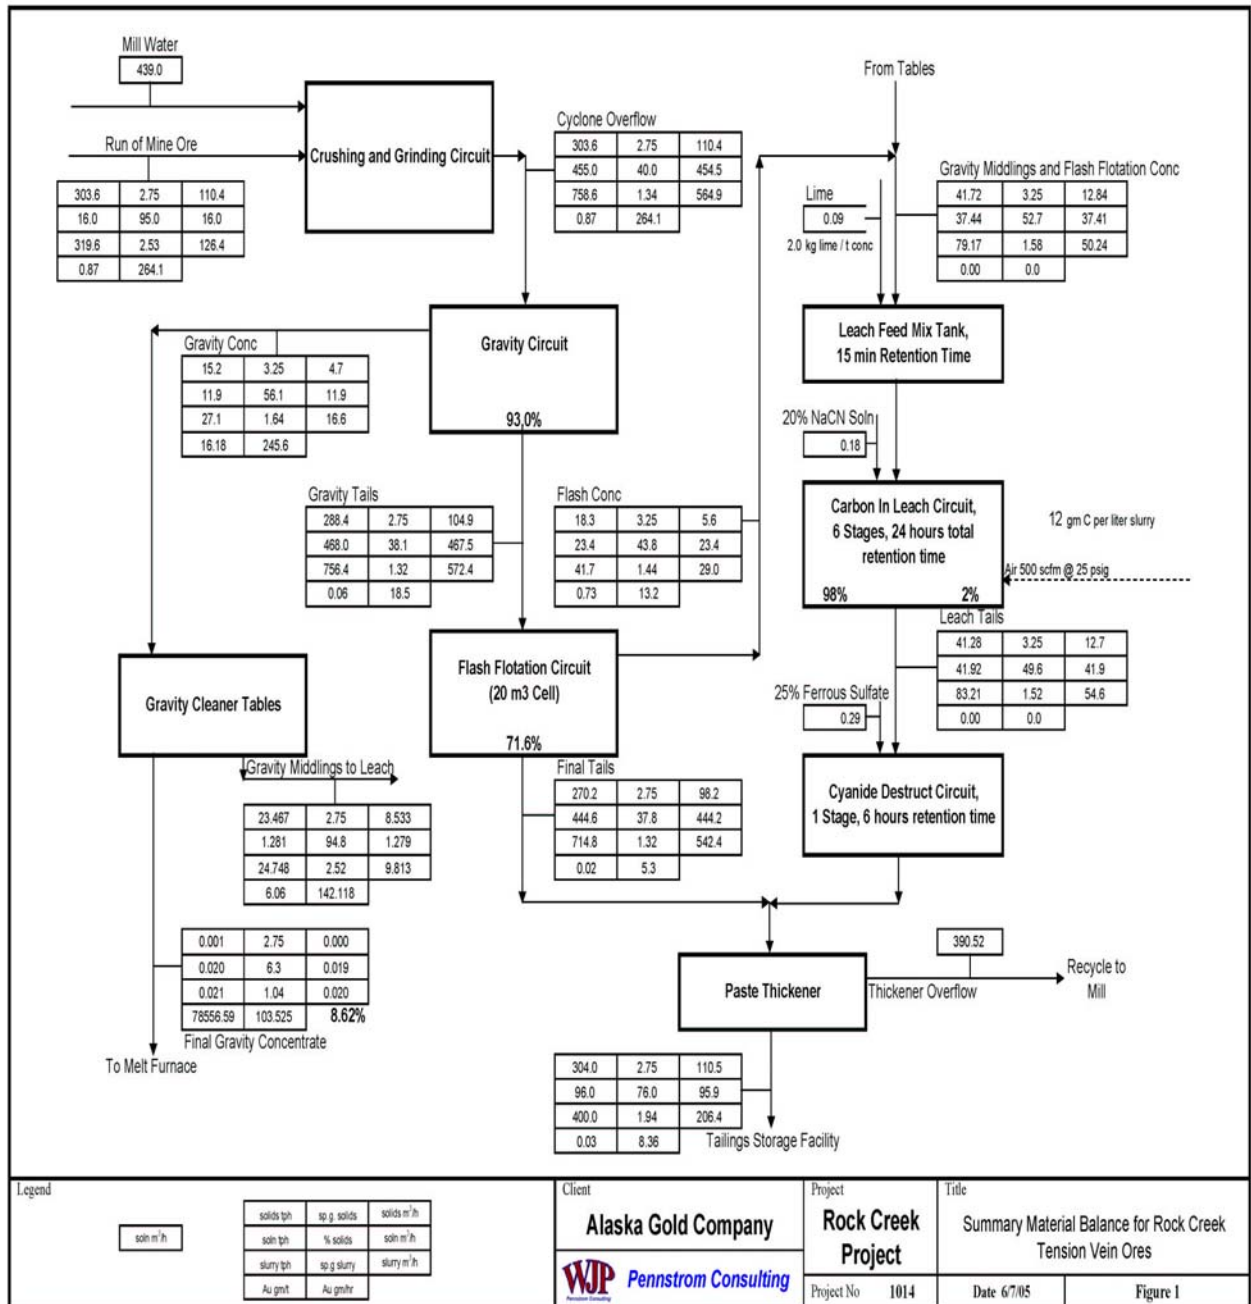 Mill Water
439.0
From Tables
Run of Mine Ore
303.6 2.75 110.4
16.0 95.0 16.0
319.6 2.53 126.4
0.87 264.1
Crushing and Grinding Circuit
Cyclone Overflow
303.6 2.75 110.4
455.0 40.0 454.5
758.6 1.34 564.9
0.87 264.1
Lime
0.09
2.0 kg lime / t conc
Gravity Middlings and Flash Flotation Conc
41.72 3.25 12.84
37.44 52.7 37.41
79.17 1.58 50.24
0.00 0.0
Gravity Conc
15.2 3.25 4.7
11.9 56.1 11.9
27.1 1.64 16.6
16.18 245.6
Gravity Circuit
93.0%
Leach Feed Mix Tank,
15 min Retention Time
20% NaCN Soln
0.18
Gravity Tails
288.4 2.75 104.9
468.0 38.1 467.5
756.4 1.32 572.4
0.06 18.5
Flash Conc
18.3 3.25 5.6
23.4 43.8 23.4
41.7 1.44 29.0
0.73 13.2
Carbon In Leach Circuit,
6 Stages, 24 hours total
retention time
98% 2%
12 gm C per liter slurry
Air 500 scfm @ 25 psig
Leach Tails
41.28 3.25 12.7
41.92 49.6 41.9
83.21 1.52 54.6
0.00 0.0
Gravity Cleaner Tables
Flash Flotation Circuit
(20 m3 Cell)
71.6%
25% Ferrous Sulfate
0.29
Gravity Middlings to Leach
23.467 2.75 8.533
1.281 94.8 1.279
24.748 2.52 9.813
6.06 142.118
Final Tails
270.2 2.75 98.2
444.6 37.8 444.2
714.8 1.32 542.4
0.02 5.3
Cyanide Destruct Circuit,
1 Stage, 6 hours retention time
0.001 2.75 0.000
0.020 6.3 0.019
0.021 1.04 0.020
78556.59 103.525 8.62%
Final Gravity Concentrate
To Melt Furnace
Paste Thickener
390.52
Thickener Overflow
Recycle to
Mill
304.0 2.75 110.5
96.0 76.0 95.9
400.0 1.94 206.4
0.03 8.36
Tailings Storage Facility
Legend
soln m³/h
solids tph sp.g. solids solids m³/h
soln tph % solids soln m³/h
slurry tph sp.g slurry slurry m³/h
Au gm/t Au gm/hr
Client
Alaska Gold Company
WJP
Pennstrom Consulting
Pennstrom Consulting
Project
Rock Creek
Project
Project No 1014
Title
Summary Material Balance for Rock Creek
Tension Vein Ores
Date 6/7/05
Figure 1